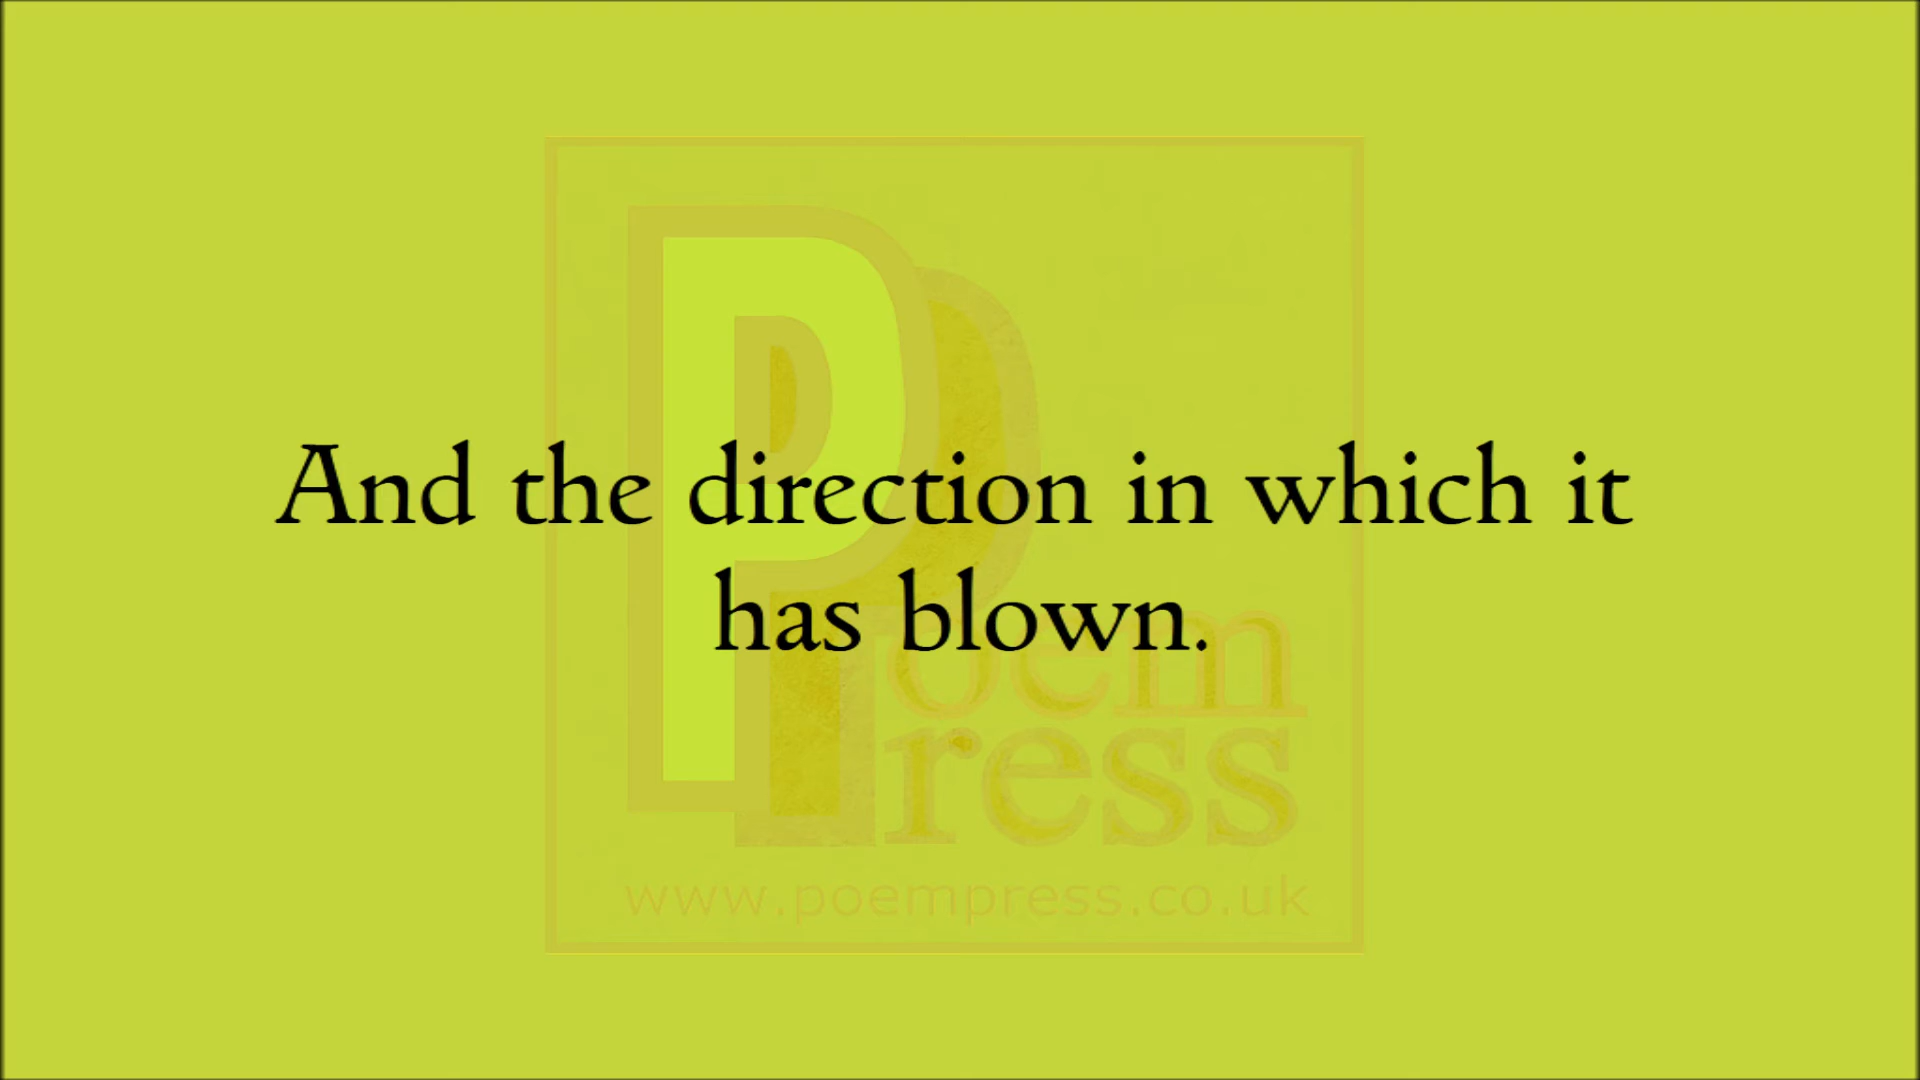 And the direction in which it
has blown.
P
Poem
Press
www.poempress.co.uk